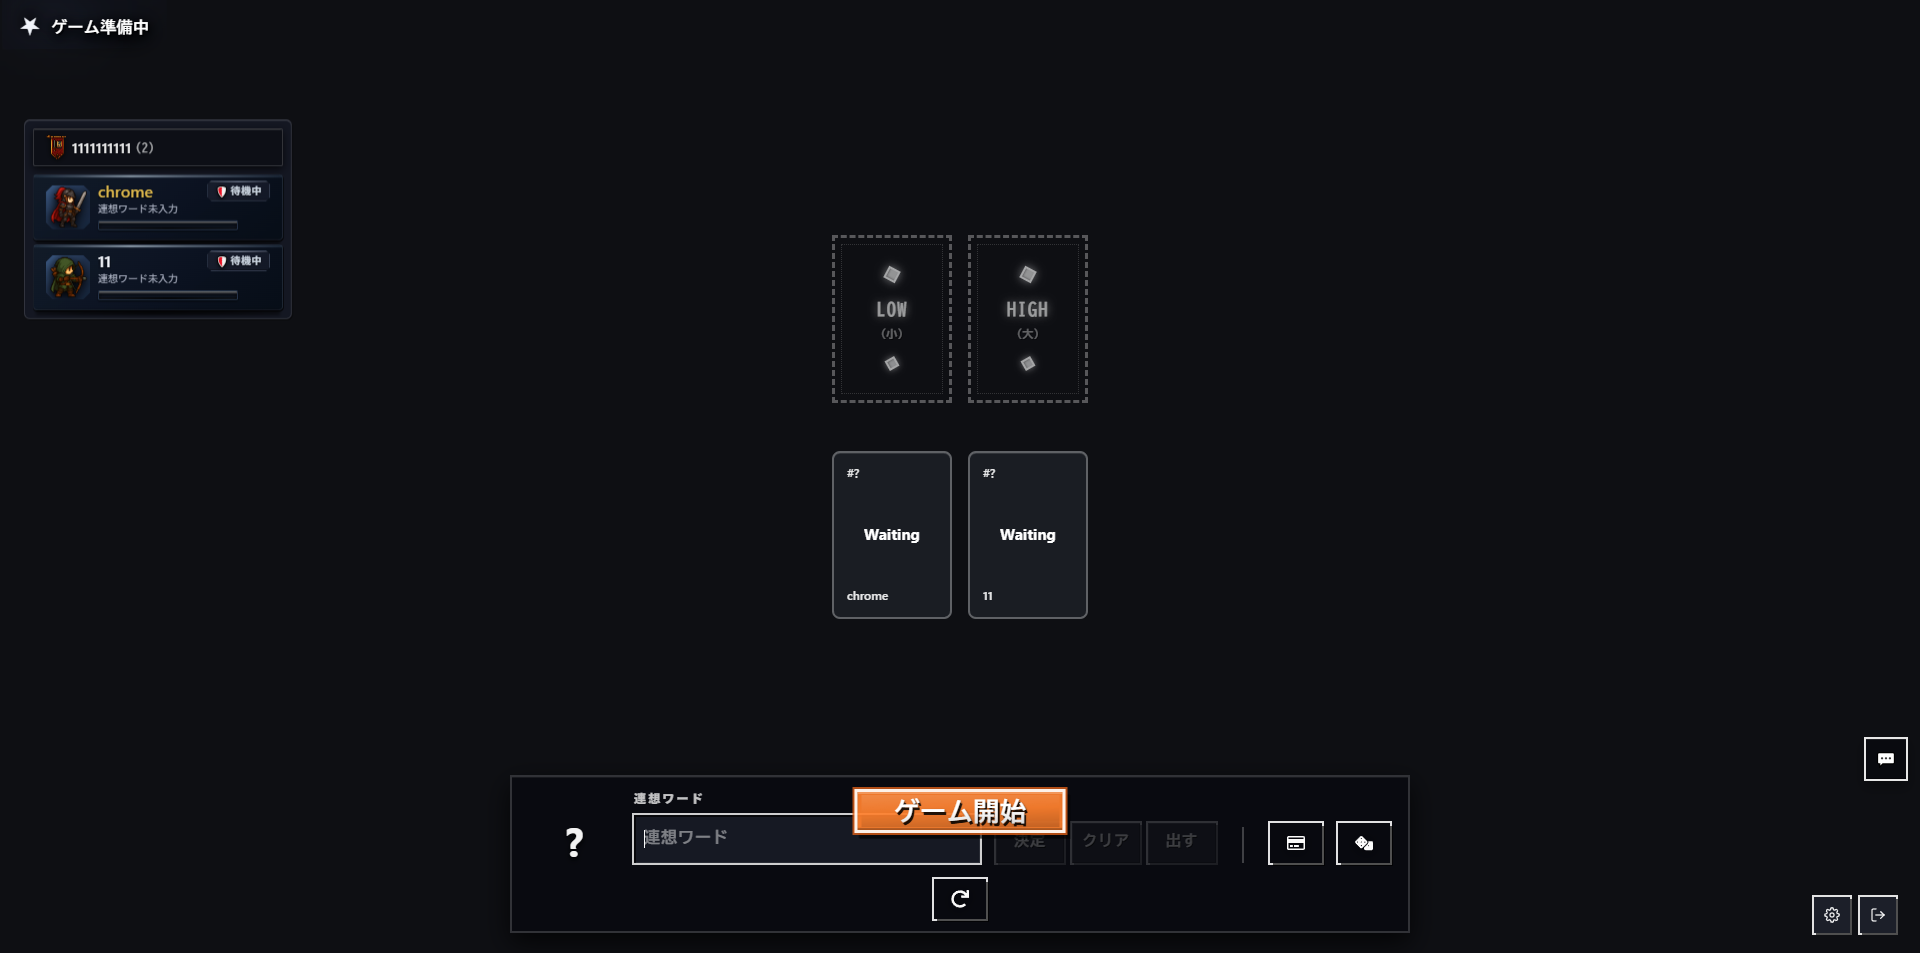 ゲーム準備中
1111111111 (2)
chrome
待機中
連想ワード未入力
11
待機中
連想ワード未入力
LOW
(小)
HIGH
(大)
#?
Waiting
chrome
#?
Waiting
11
連想ワード
ゲーム開始
?
連想ワード
決定
クリア
出す